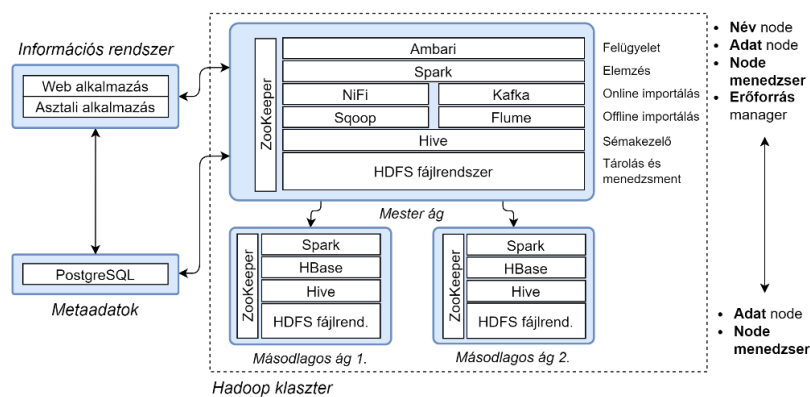 Információs rendszer
Web alkalmazás
Asztali alkalmazás
PostgreSQL
Metaadatok
ZooKeeper
Ambari
Felügyelet
Spark
Elemzés
NiFi
Kafka
Online importálás
Sqoop
Flume
Offline importálás
Hive
Sémakezelő
HDFS fájlrendszer
Tárolás és
menedzsment
Mester ág
ZooKeeper
Spark
HBase
Hive
HDFS fájlrend.
Másodlagos ág 1.
ZooKeeper
Spark
HBase
Hive
HDFS fájlrend.
Másodlagos ág 2.
Hadoop klaszter
• Név node
• Adat node
• Node
menedzser
• Erőforrás
manager
• Adat node
• Node
menedzser